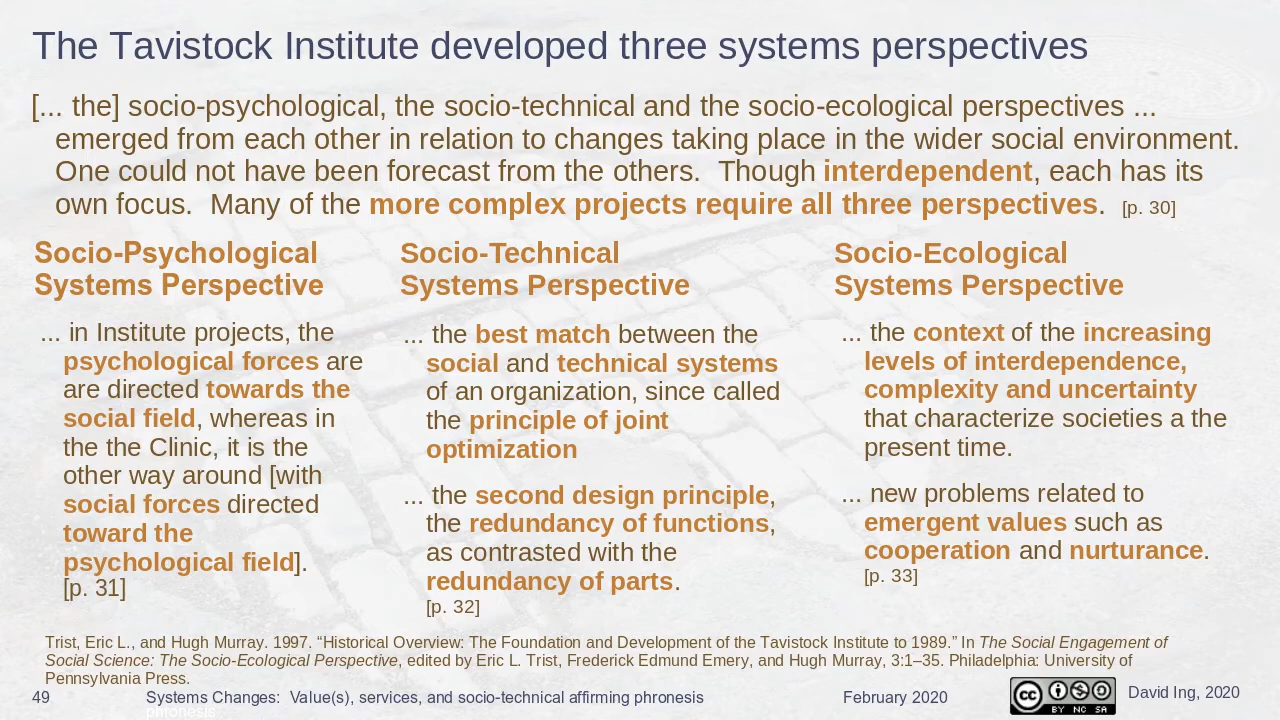 The Tavistock Institute developed three systems perspectives
[... the] socio-psychological, the socio-technical and the socio-ecological perspectives ...
emerged from each other in relation to changes taking place in the wider social environment.
One could not have been forecast from the others.  Though interdependent, each has its
own focus.  Many of the more complex projects require all three perspectives.  [p. 30]
Socio-Psychological
Systems Perspective
... in Institute projects, the
psychological forces are
are directed towards the
social field, whereas in
the the Clinic, it is the
other way around [with
social forces directed
toward the
psychological field].
[p. 31]
Socio-Technical
Systems Perspective
... the best match between the
social and technical systems
of an organization, since called
the principle of joint
optimization
... the second design principle,
the redundancy of functions,
as contrasted with the
redundancy of parts.
[p. 32]
Socio-Ecological
Systems Perspective
... the context of the increasing
levels of interdependence,
complexity and uncertainty
that characterize societies a the
present time.
... new problems related to
emergent values such as
cooperation and nurturance.
[p. 33]
Trist, Eric L., and Hugh Murray. 1997. “Historical Overview: The Foundation and Development of the Tavistock Institute to 1989.” In The Social Engagement of
Social Science: The Socio-Ecological Perspective, edited by Eric L. Trist, Frederick Edmund Emery, and Hugh Murray, 3:1–35. Philadelphia: University of
Pennsylvania Press.
49
Systems Changes:  Value(s), services, and socio-technical affirming phronesis
phronesis
February 2020
cc
BY NC SA
David Ing, 2020